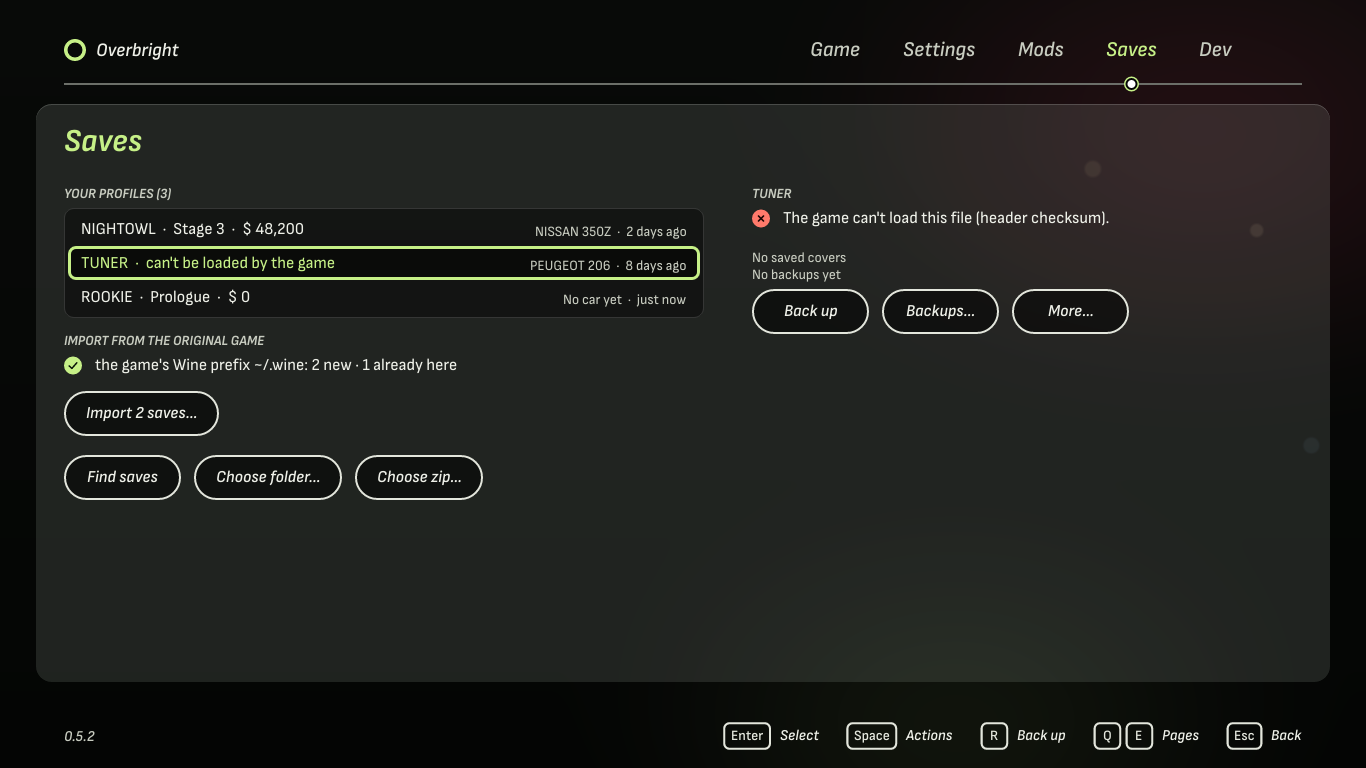 Overbright
Game Settings Mods Saves Dev
Saves
YOUR PROFILES (3)
NIGHTOWL · Stage 3 · $ 48,200 NISSAN 350Z · 2 days ago
TUNER · can't be loaded by the game PEUGEOT 206 · 8 days ago
ROOKIE · Prologue · $ 0 No car yet · just now
IMPORT FROM THE ORIGINAL GAME
the game's Wine prefix ~/.wine: 2 new · 1 already here
Import 2 saves...
Find saves Choose folder... Choose zip...
TUNER
The game can't load this file (header checksum).
No saved covers
No backups yet
Back up Backups... More...
0.5.2
Enter Select Space Actions R Back up Q E Pages Esc Back